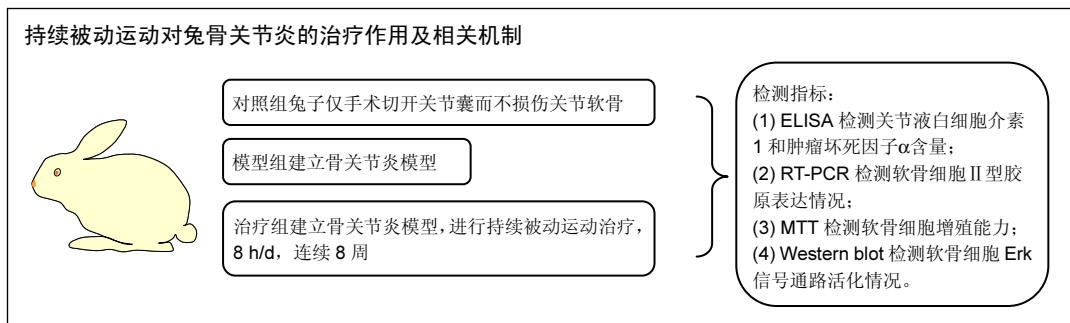 持续被动运动对兔骨关节炎的治疗作用及相关机制
对照组兔子仅手术切开关节囊而不损伤关节软骨
模型组建立骨关节炎模型
治疗组建立骨关节炎模型，进行持续被动运动治疗，
8 h/d，连续 8 周
检测指标：
(1) ELISA 检测关节液白细胞介素
1 和肿瘤坏死因子α含量；
(2) RT-PCR 检测软骨细胞Ⅱ型胶
原表达情况；
(3) MTT 检测软骨细胞增殖能力；
(4) Western blot 检测软骨细胞 Erk
信号通路活化情况。